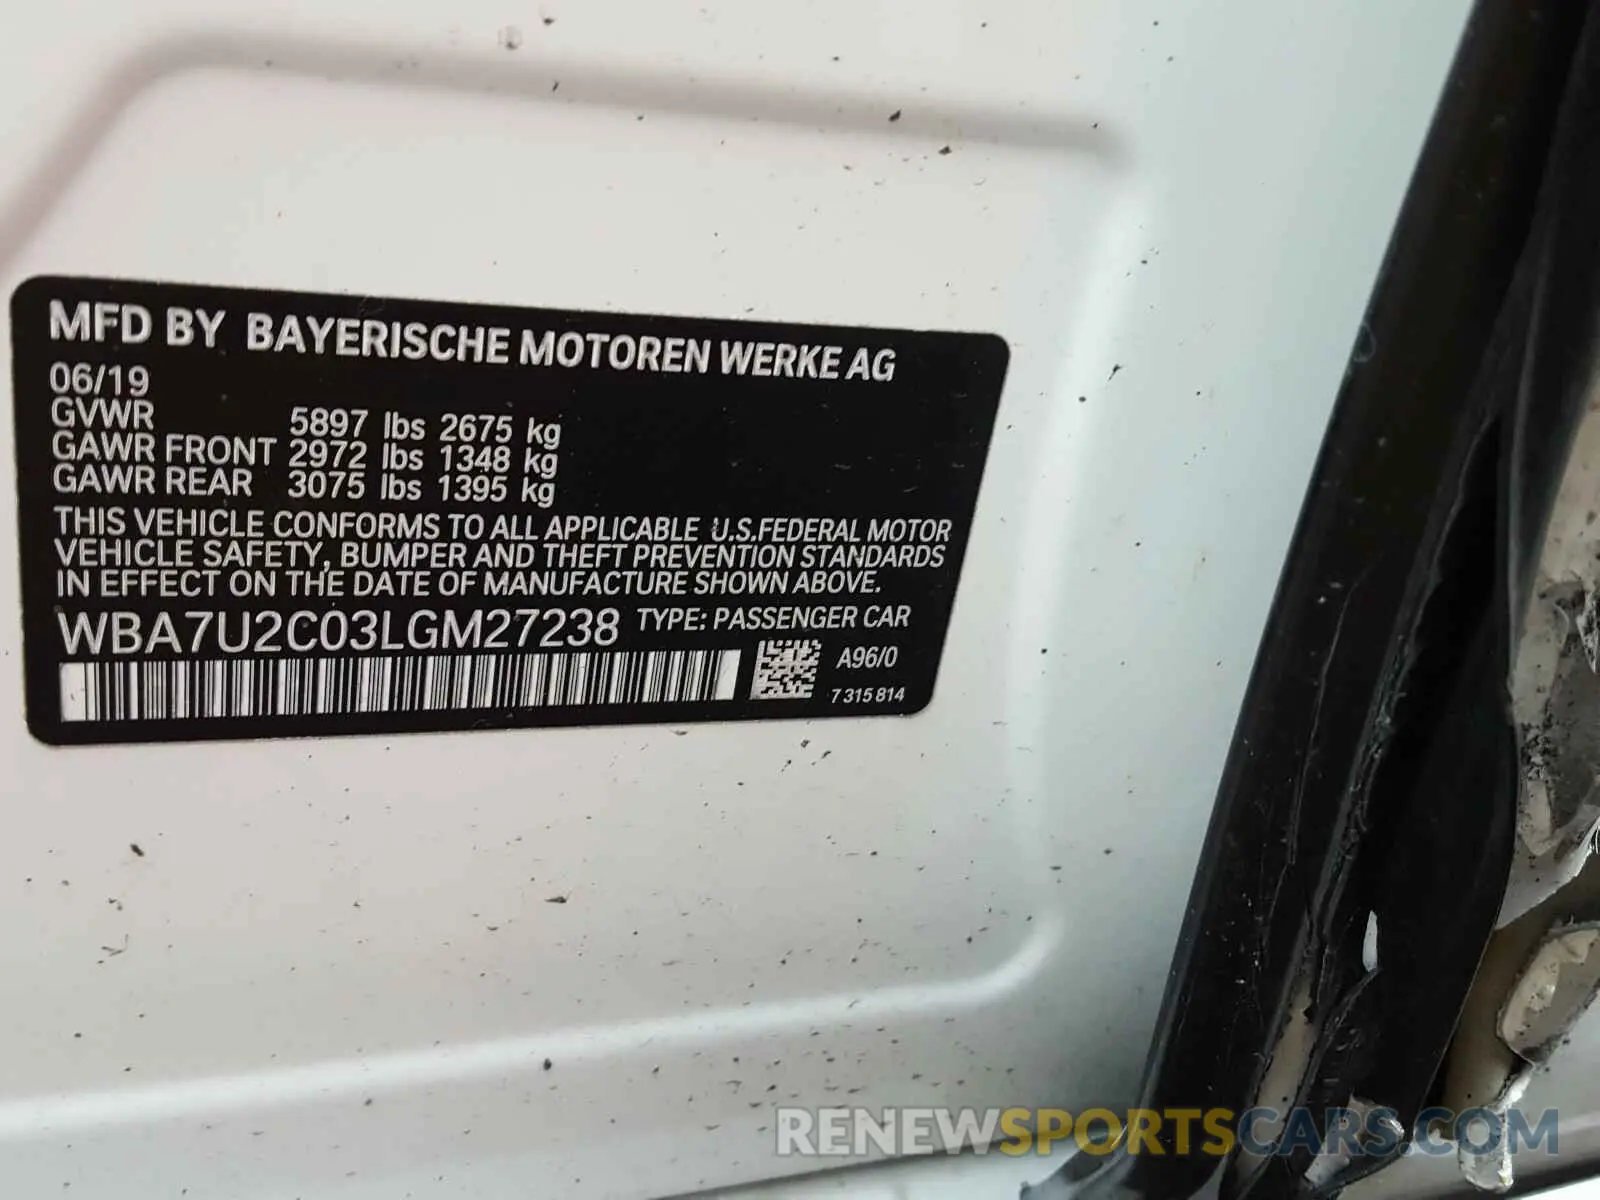 MFD BY BAYERISCHE MOTOREN WERKE AG
06/19
GVWR 5897 lbs 2675 kg
GAWR FRONT 2972 lbs 1348 kg
GAWR REAR 3075 lbs 1395 kg
THIS VEHICLE CONFORMS TO ALL APPLICABLE U.S.FEDERAL MOTOR
VEHICLE SAFETY, BUMPER AND THEFT PREVENTION STANDARDS
IN EFFECT ON THE DATE OF MANUFACTURE SHOWN ABOVE.
WBA7U2C03LGM27238 TYPE: PASSENGER CAR
A96/0
7 315 814
RENEWSPORTSCARS.COM